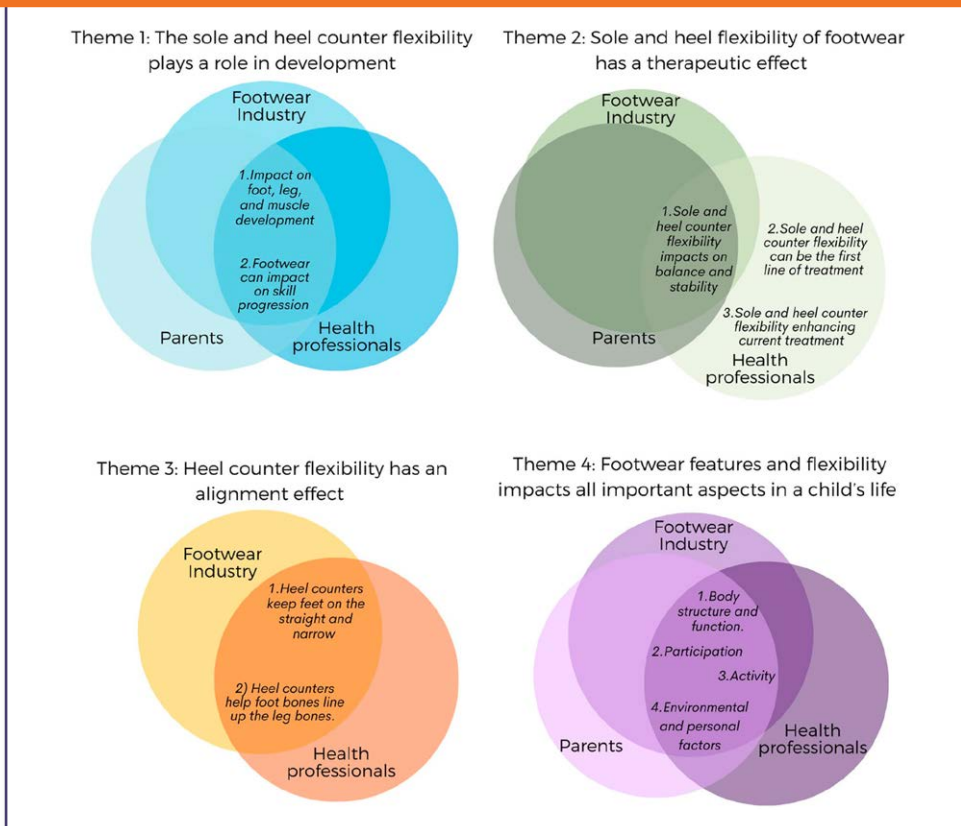 Theme 1: The sole and heel counter flexibility
plays a role in development
Footwear
Industry
1.Impact on
foot, leg,
and muscle
development
2.Footwear
can impact
on skill
progression
Parents
Health
professionals
Theme 2: Sole and heel flexibility of footwear
has a therapeutic effect
Footwear
Industry
1.Sole and
heel counter
flexibility
impacts on
balance and
stability
2.Sole and heel
counter flexibility
can be the first
line of treatment
3.Sole and heel counter
flexibility enhancing
current treatment
Parents
Health
professionals
Theme 3: Heel counter flexibility has an
alignment effect
Footwear
Industry
1.Heel counters
keep feet on the
straight and
narrow
2) Heel counters
help foot bones line
up the leg bones.
Health
professionals
Theme 4: Footwear features and flexibility
impacts all important aspects in a child's life
Footwear
Industry
1.Body
structure and
function.
2.Participation
3.Activity
4.Environmental
and personal
factors
Parents
Health
professionals